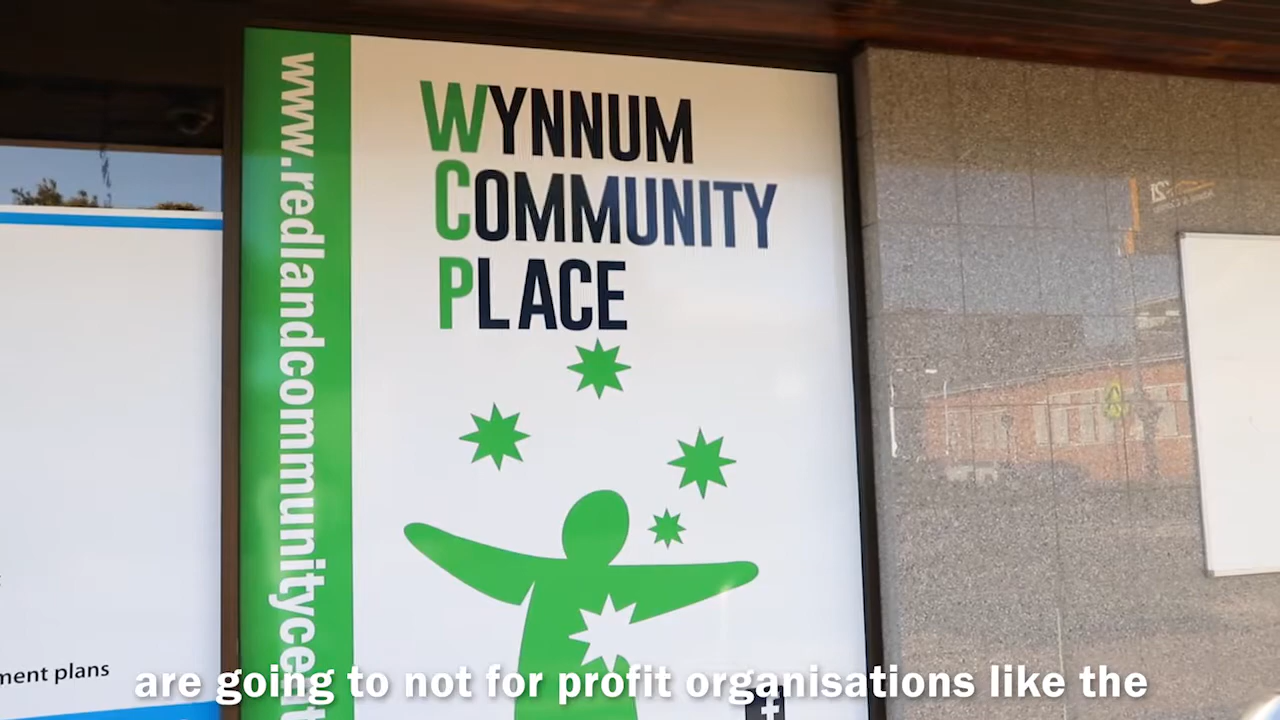 www.redlandcommunitycent
WYNNUM
COMMUNITY
PLACE
ment plans
are going to not for profit organisations like the